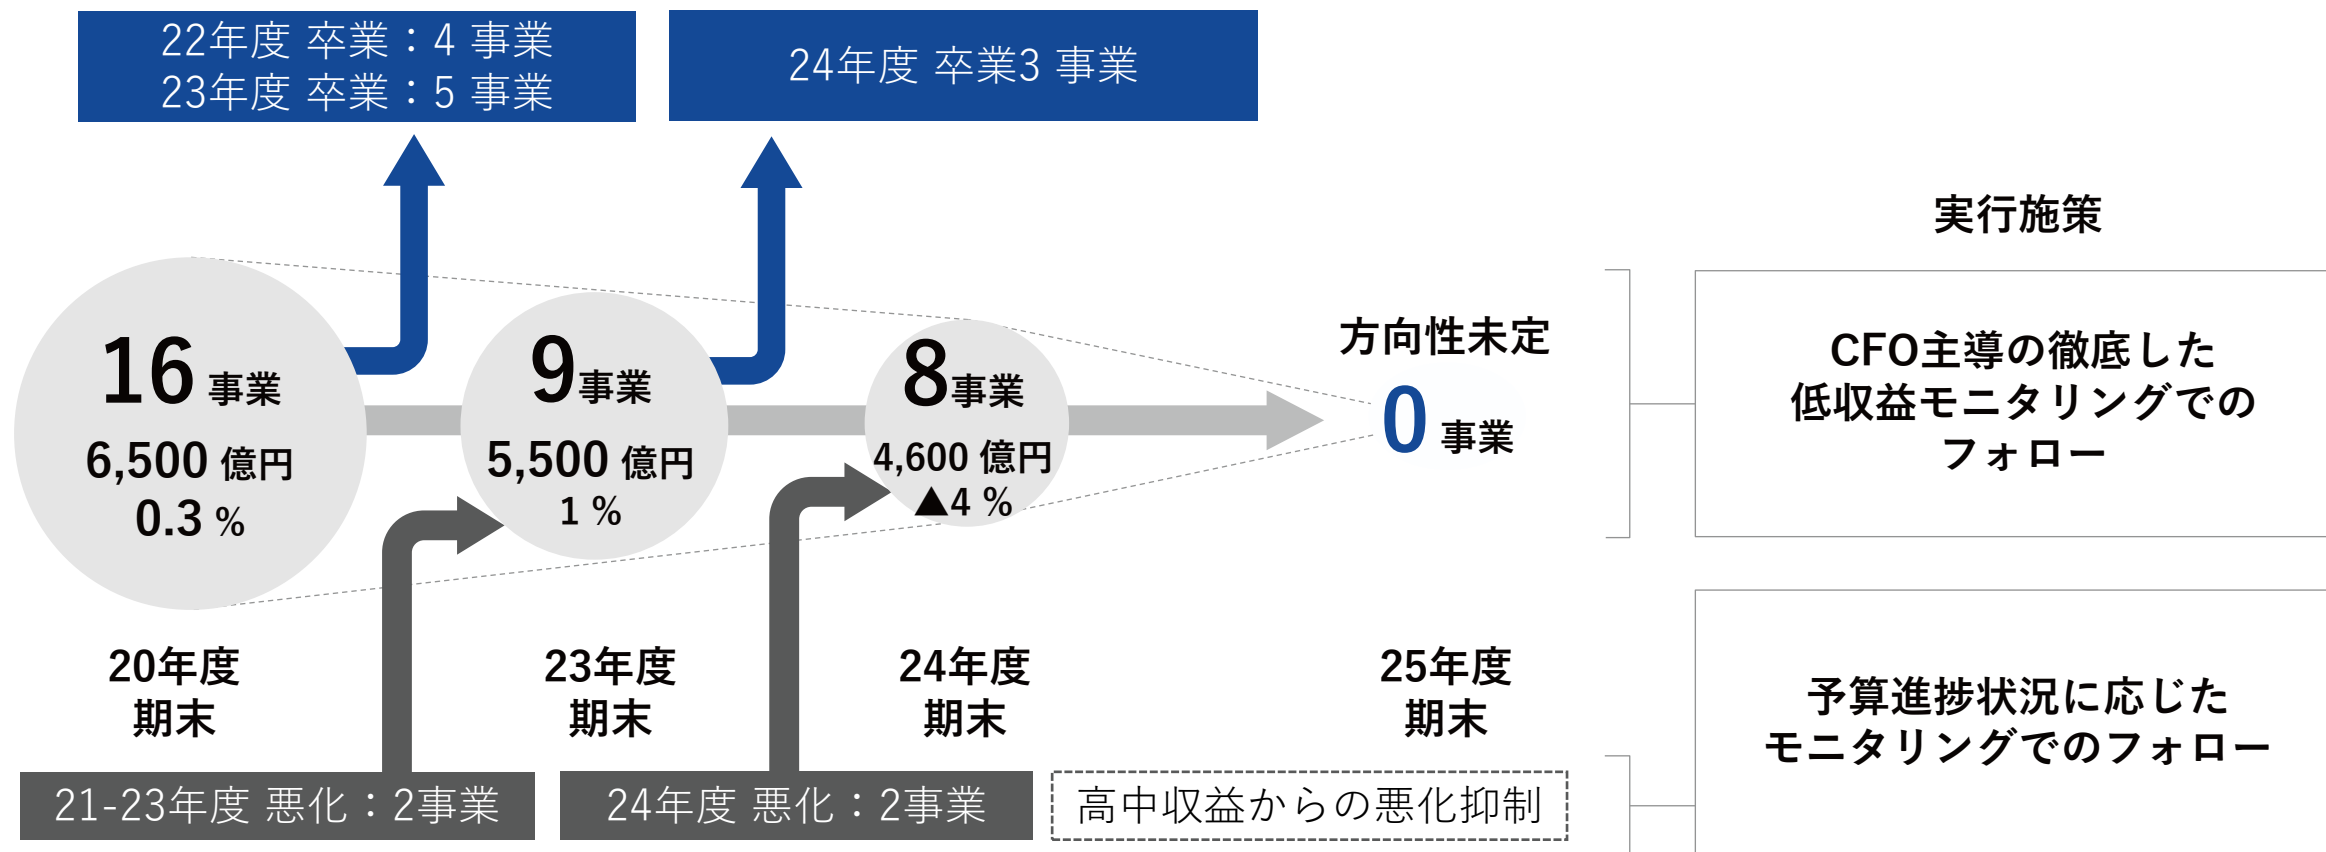 22年度 卒業：4 事業
23年度 卒業：5 事業
24年度 卒業3 事業
実行施策
16 事業
6,500 億円
0.3 %
9事業
5,500 億円
1 %
8事業
4,600 億円
▲4 %
方向性未定
0 事業
CFO主導の徹底した
低収益モニタリングでの
フォロー
20年度
期末
23年度
期末
24年度
期末
25年度
期末
予算進捗状況に応じた
モニタリングでのフォロー
21-23年度 悪化：2事業
24年度 悪化：2事業
高中収益からの悪化抑制